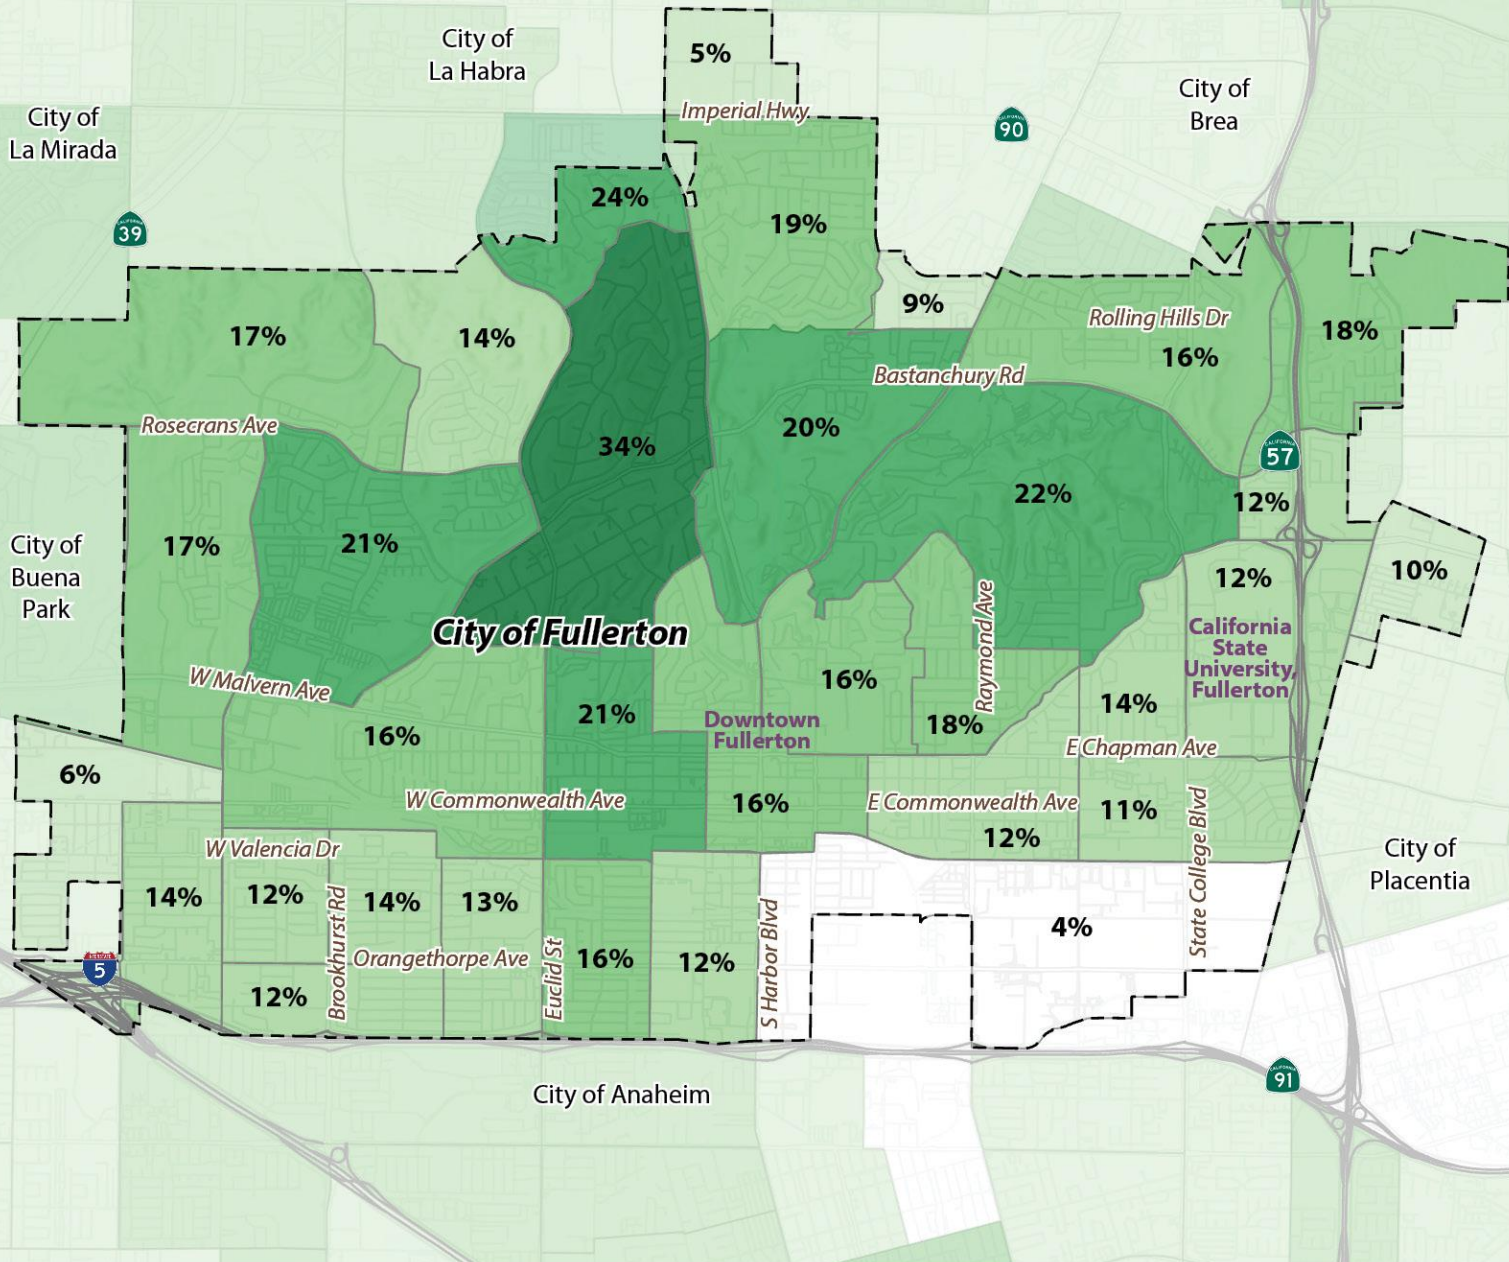 City of
La Habra
5%
Imperial Hwy
CALIFORNIA
90
City of
Brea
City of
La Mirada
CALIFORNIA
39
24%
19%
9%
Rolling Hills Dr
16%
18%
17%
14%
Bastanchury Rd
Rosecrans Ave
34%
20%
CALIFORNIA
57
22%
12%
City of
Buena
Park
17%
21%
12%
10%
City of Fullerton
Raymond Ave
California
State
University,
Fullerton
W Malvern Ave
16%
21%
16%
Downtown
Fullerton
18%
14%
E Chapman Ave
6%
W Commonwealth Ave
16%
E Commonwealth Ave
12%
11%
State College Blvd
City of
Placentia
W Valencia Dr
14%
12%
Brookhurst Rd
14%
13%
Orangethorpe Ave
Euclid St
16%
12%
S Harbor Blvd
4%
INTERSTATE
5
12%
City of Anaheim
CALIFORNIA
91